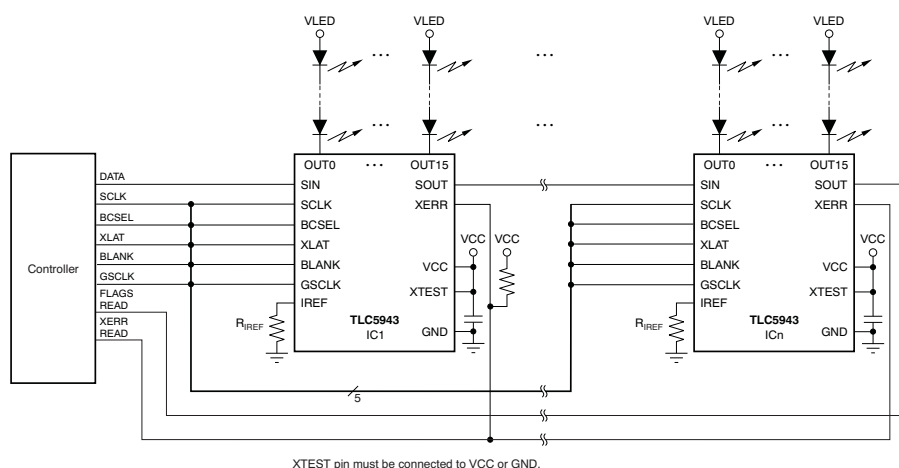 VLED VLED VLED VLED
... ... ...
... ... ...
OUT0 ... OUT15 OUT0 ... OUT15
Controller
DATA
SCLK
BCSEL
XLAT
BLANK
GSCLK
FLAGS
READ
XERR
READ
SIN
SCLK
BCSEL
XLAT
BLANK
GSCLK
IREF
RIREF
SOUT
XERR
VCC
XTEST
GND
TLC5943
IC1
VCC VCC
5
SIN
SCLK
BCSEL
XLAT
BLANK
GSCLK
IREF
RIREF
SOUT
XERR
VCC
XTEST
GND
TLC5943
ICn
VCC
XTEST pin must be connected to VCC or GND.